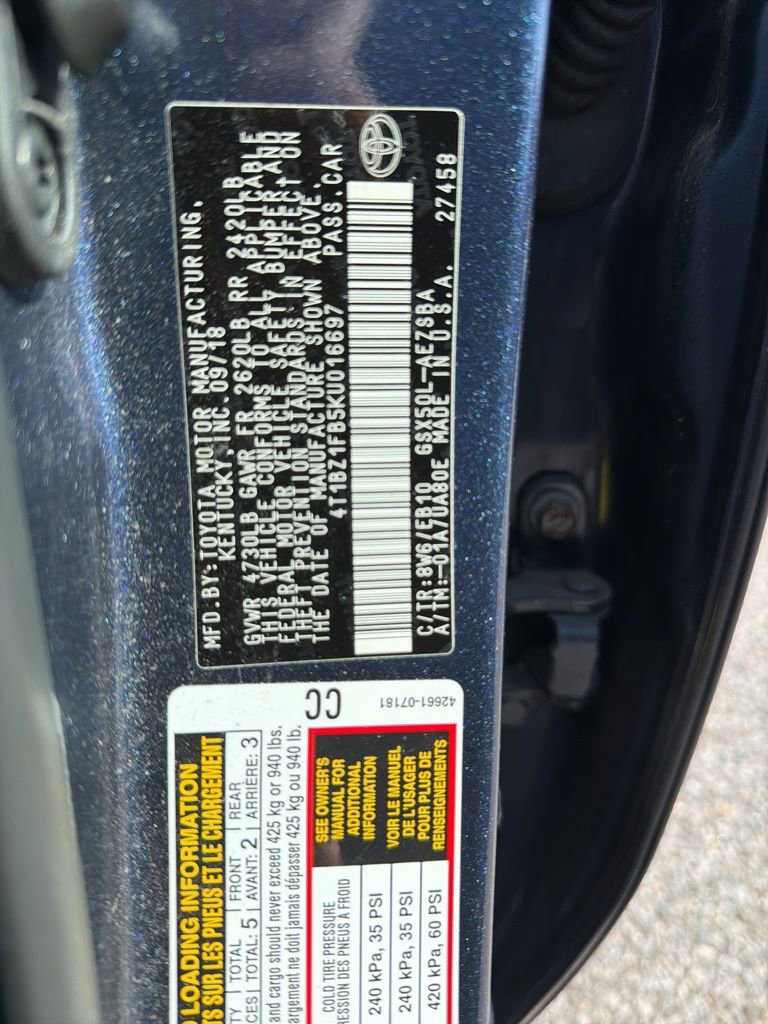 MFD.BY:TOYOTA MOTOR MANUFACTURING,
KENTUCKY,INC. 09/18
GVWR 4730LB GAWR FR 2620LB RR 2420LB
THIS VEHICLE CONFORMS TO ALL APPLICABLE
FEDERAL MOTOR VEHICLE SAFETY,BUMPER,AND
THEFT PREVENTION STANDARDS IN EFFECT ON
THE DATE OF MANUFACTURE SHOWN ABOVE.
4T1BZ1FB5KU016697 PASS.CAR
C/TR:8W6/EB10 GSX50L-AEZSBA
A/TM:-01A/UA80E MADE IN U.S.A. 27458
CC
42661-07181
LOADING INFORMATION
SUR LES PNEUS ET LE CHARGEMENT
TOTAL FRONT REAR
TOTAL: 5 AVANT: 2 ARRIÈRE: 3
and cargo should never exceed 425 kg or 940 lbs.
ne doit jamais dépasser 425 kg ou 940 lb.
COLD TIRE PRESSURE
DES PNEUS À FROID
240 kPa, 35 PSI
240 kPa, 35 PSI
420 kPa, 60 PSI
SEE OWNER'S
MANUAL FOR
ADDITIONAL
INFORMATION
VOIR LE MANUEL
DE L'USAGER
POUR PLUS DE
RENSEIGNEMENTS